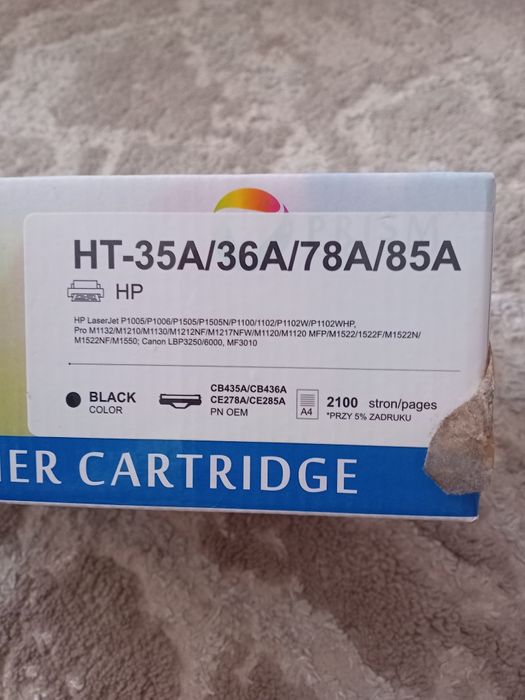 PRISM
HT-35A/36A/78A/85A
HP
HP LaserJet P1005/P1006/P1505/P1505N/P1100/1102/P1102W/P1102WHP,
Pro M1132/M1210/M1130/M1212NF/M1217NFW/M1120/M1120 MFP/M1522/1522F/M1522N/
M1522NF/M1550; Canon LBP3250/6000, MF3010
BLACK
COLOR
CB435A/CB436A
CE278A/CE285A
PN OEM
A4
2100 stron/pages
*PRZY 5% ZADRUKU
ER CARTRIDGE